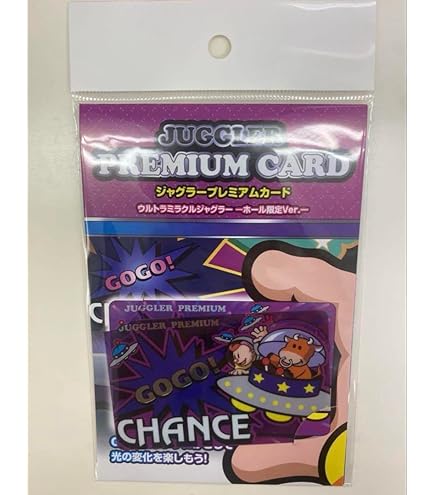 JUGGLER
PREMIUM CARD
ジャグラープレミアムカード
ウルトラミラクルジャグラー ーホール限定Ver.ー
GOGO!
JUGGLER PREMIUM
JUGGLER PREMIUM
GOGO!
CHANCE
光の変化を楽しもう!